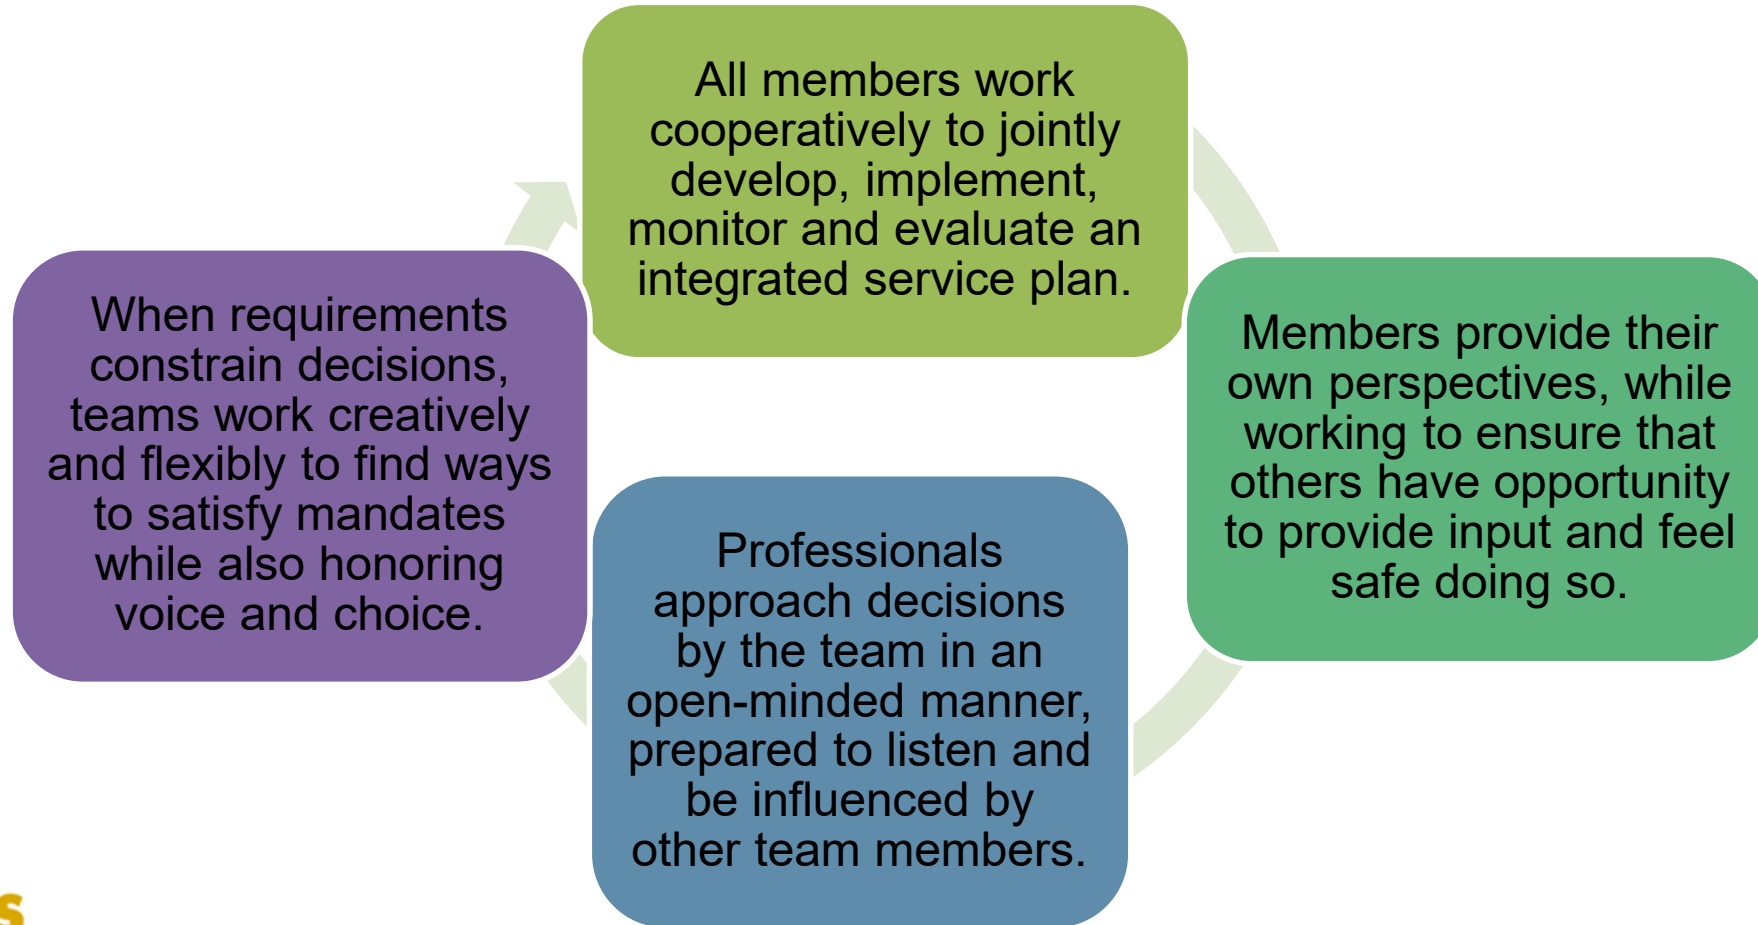 All members work
cooperatively to jointly
develop, implement,
monitor and evaluate an
integrated service plan.
Members provide their
own perspectives, while
working to ensure that
others have opportunity
to provide input and feel
safe doing so.
Professionals
approach decisions
by the team in an
open-minded manner,
prepared to listen and
be influenced by
other team members.
When requirements
constrain decisions,
teams work creatively
and flexibly to find ways
to satisfy mandates
while also honoring
voice and choice.
s